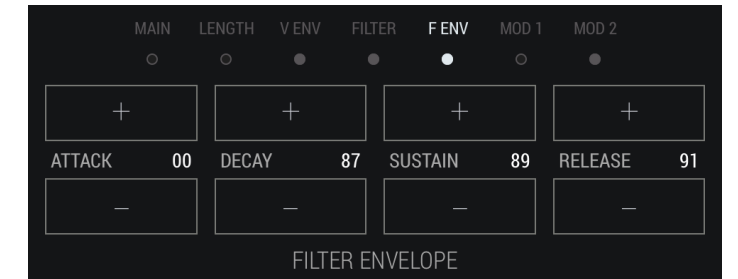 MAIN LENGTH V ENV FILTER F ENV MOD 1 MOD 2
+ + + +
ATTACK 00 DECAY 87 SUSTAIN 89 RELEASE 91
− − − −
FILTER ENVELOPE